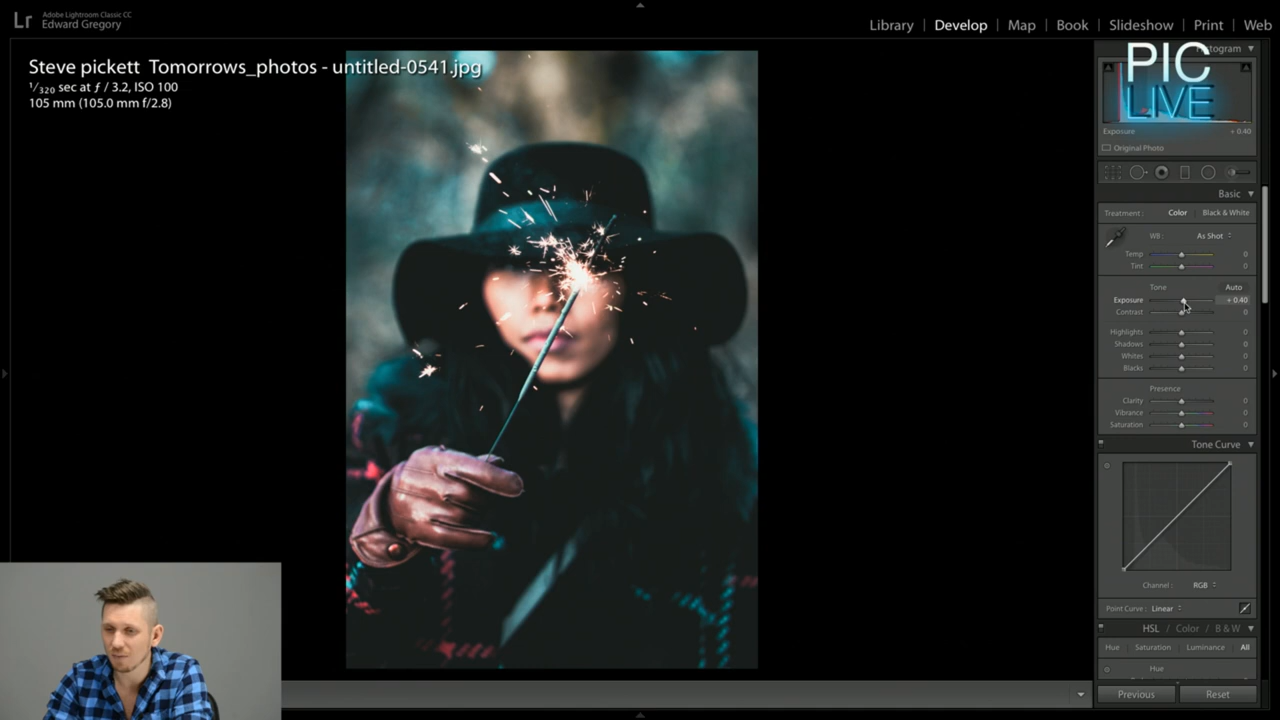 Lr
Adobe Lightroom Classic CC
Edward Gregory
Library | Develop | Map | Book | Slideshow | Print | Web
Steve pickett Tomorrows_photos - untitled-0541.jpg
1/320 sec at ƒ / 3.2, ISO 100
105 mm (105.0 mm f/2.8)
Histogram
PIC
LIVE
Exposure + 0.40
Original Photo
Basic
Treatment : Color Black & White
WB : As Shot
Temp 0
Tint 0
Tone Auto
Exposure + 0.40
Contrast 0
Highlights 0
Shadows 0
Whites 0
Blacks 0
Presence
Clarity 0
Vibrance 0
Saturation 0
Tone Curve
Channel : RGB
Point Curve : Linear
HSL / Color / B & W
Hue Saturation Luminance All
Hue
Previous Reset